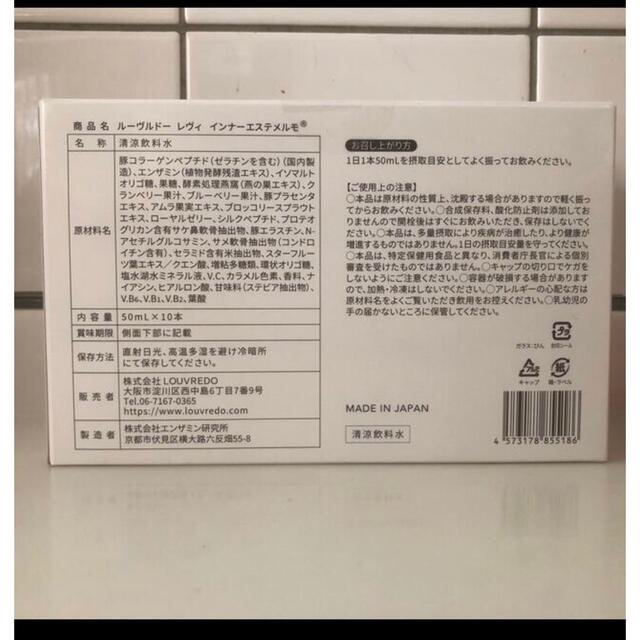 商品名 ルーヴルドー レヴィ インナーエステメルモ®
名称 清涼飲料水
原材料名
豚コラーゲンペプチド(ゼラチンを含む)(国内製
造)、エンザミン(植物発酵残渣エキス)、イソマルト
オリゴ糖、果糖、酵素処理燕窩(燕の巣エキス)、ク
ランベリー果汁、ブルーベリー果汁、豚プラセンタ
エキス、アムラ果実エキス、ブロッコリースプラウト
エキス、ローヤルゼリー、シルクペプチド、プロテオ
グリカン含有サケ鼻軟骨抽出物、豚エラスチン、N-
アセチルグルコサミン、サメ軟骨抽出物(コンドロ
イチン含有)、セラミド含有米抽出物、スターフルー
ツ葉エキス/クエン酸、増粘多糖類、環状オリゴ糖、
塩水湖水ミネラル液、V.C、カラメル色素、香料、ナ
イアシン、ヒアルロン酸、甘味料(ステビア抽出物)、
V.B6、V.B1、V.B2、葉酸
内容量 50mL×10本
賞味期限 側面下部に記載
保存方法 直射日光、高温多湿を避け冷暗所
にて保存してください。
販売者 株式会社 LOUVREDO
大阪市淀川区西中島6丁目7番9号
Tel.06-7167-0365
https://www.louvredo.com
製造者 株式会社エンザミン研究所
京都市伏見区横大路六反畑55-8
お召し上がり方
1日1本50mLを摂取目安としてよく振ってお飲みください。
【ご使用上の注意】
○本品は原材料の性質上、沈殿する場合がありますので軽く振っ
てからお飲みください。○合成保存料、酸化防止剤は添加してお
りませんので開栓後はすぐにお飲みいただき、保存はしないでく
ださい。○本品は、多量摂取により疾病が治癒したり、より健康が
増進するものではありません。1日の摂取目安量を守ってください。
○本品は、特定保健用食品と異なり、消費者庁長官による個別
審査を受けたものではありません。○キャップの切り口でケガを
しないようにご注意ください。○容器が破損する場合があります
ので、加熱・冷凍はしないでください。○アレルギーの心配な方は
原材料名をよくご覧いただき飲用をお控えください。○乳幼児の
手の届かないところに保管してください。
ガラス:びん
プラ
キャップ
紙
箱・ラベル
MADE IN JAPAN
清涼飲料水
4 573178 855186